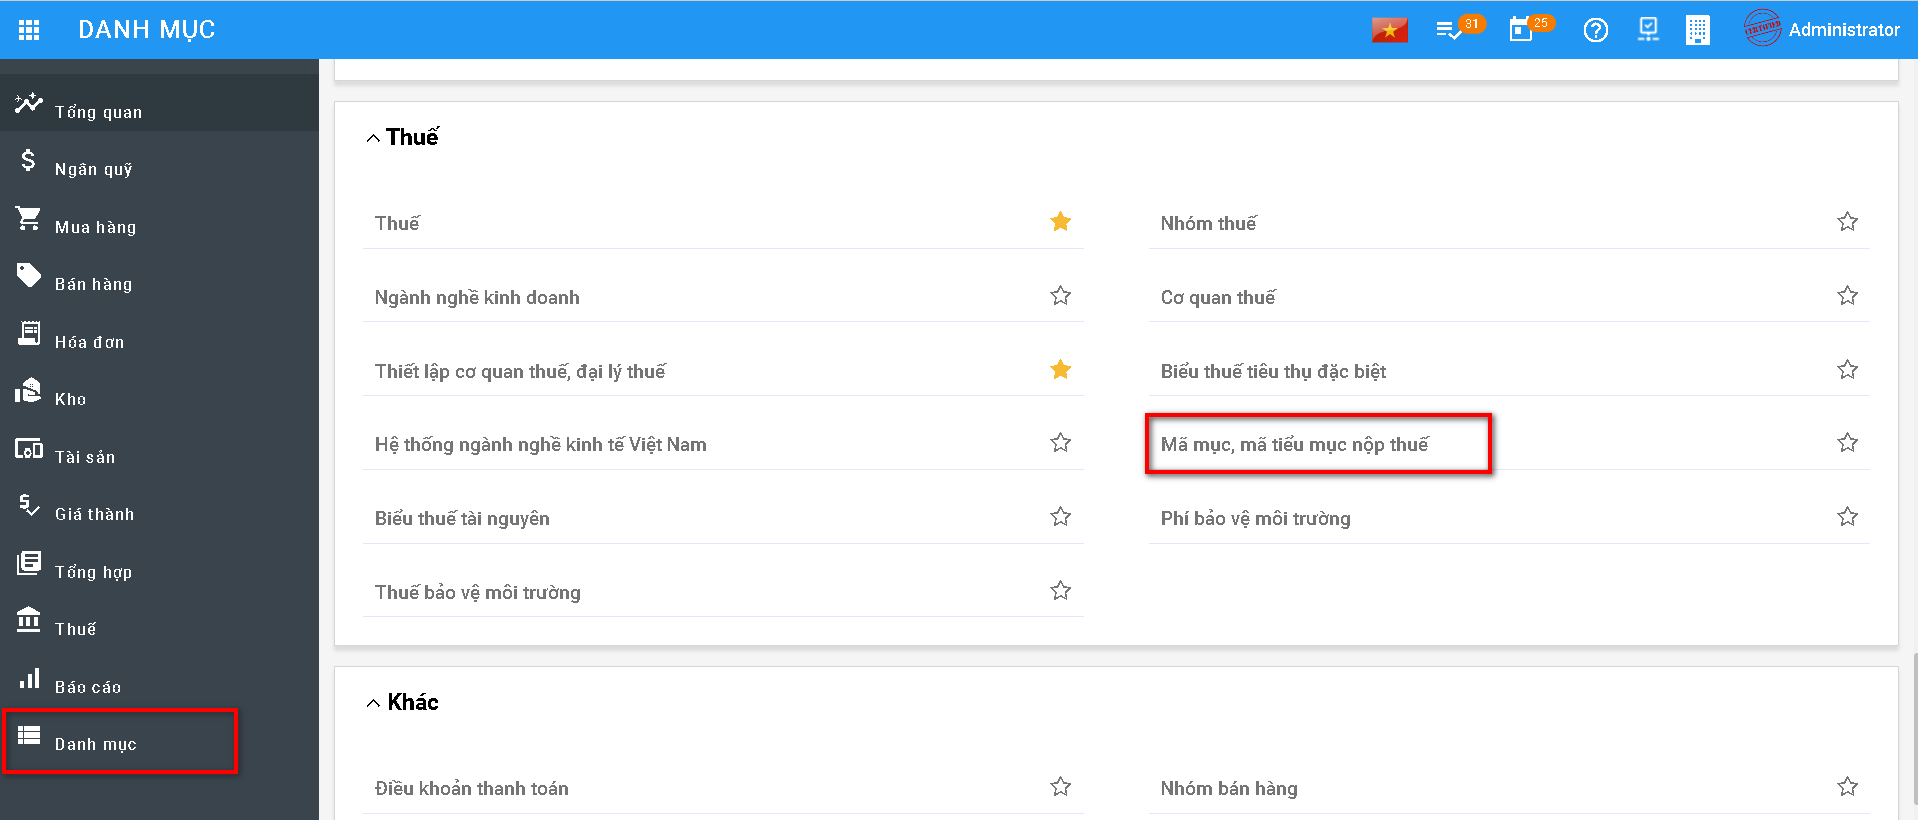 DANH MỤC
31
25
CERTIFIED
Administrator
Tổng quan
Ngân quỹ
Mua hàng
Bán hàng
Hóa đơn
Kho
Tài sản
Giá thành
Tổng hợp
Thuế
Báo cáo
Danh mục
Thuế
Thuế
Nhóm thuế
Ngành nghề kinh doanh
Cơ quan thuế
Thiết lập cơ quan thuế, đại lý thuế
Biểu thuế tiêu thụ đặc biệt
Hệ thống ngành nghề kinh tế Việt Nam
Mã mục, mã tiểu mục nộp thuế
Biểu thuế tài nguyên
Phí bảo vệ môi trường
Thuế bảo vệ môi trường
Khác
Điều khoản thanh toán
Nhóm bán hàng